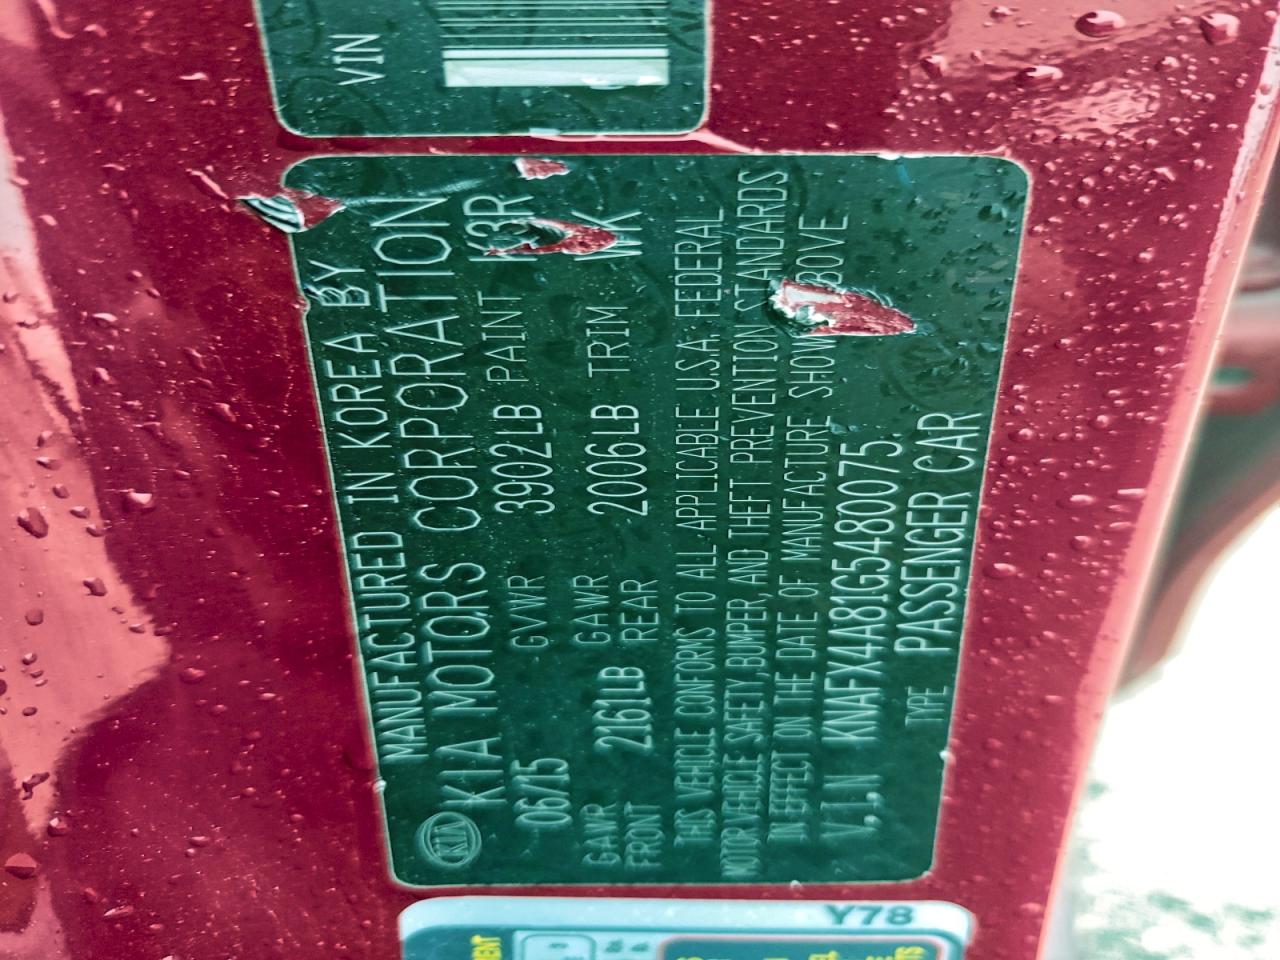 VIN
MANUFACTURED IN KOREA BY
KIA KIA MOTORS CORPORATION
06/15 GVWR 3902LB PAINT K3R
GAWR FRONT 2161LB GAWR REAR 2006LB TRIM WK
THIS VEHICLE CONFORMS TO ALL APPLICABLE U.S.A. FEDERAL
MOTOR VEHICLE SAFETY, BUMPER, AND THEFT PREVENTION STANDARDS
IN EFFECT ON THE DATE OF MANUFACTURE SHOWN ABOVE
V.I.N KNAFX4A81G5480075
TYPE PASSENGER CAR
Y78